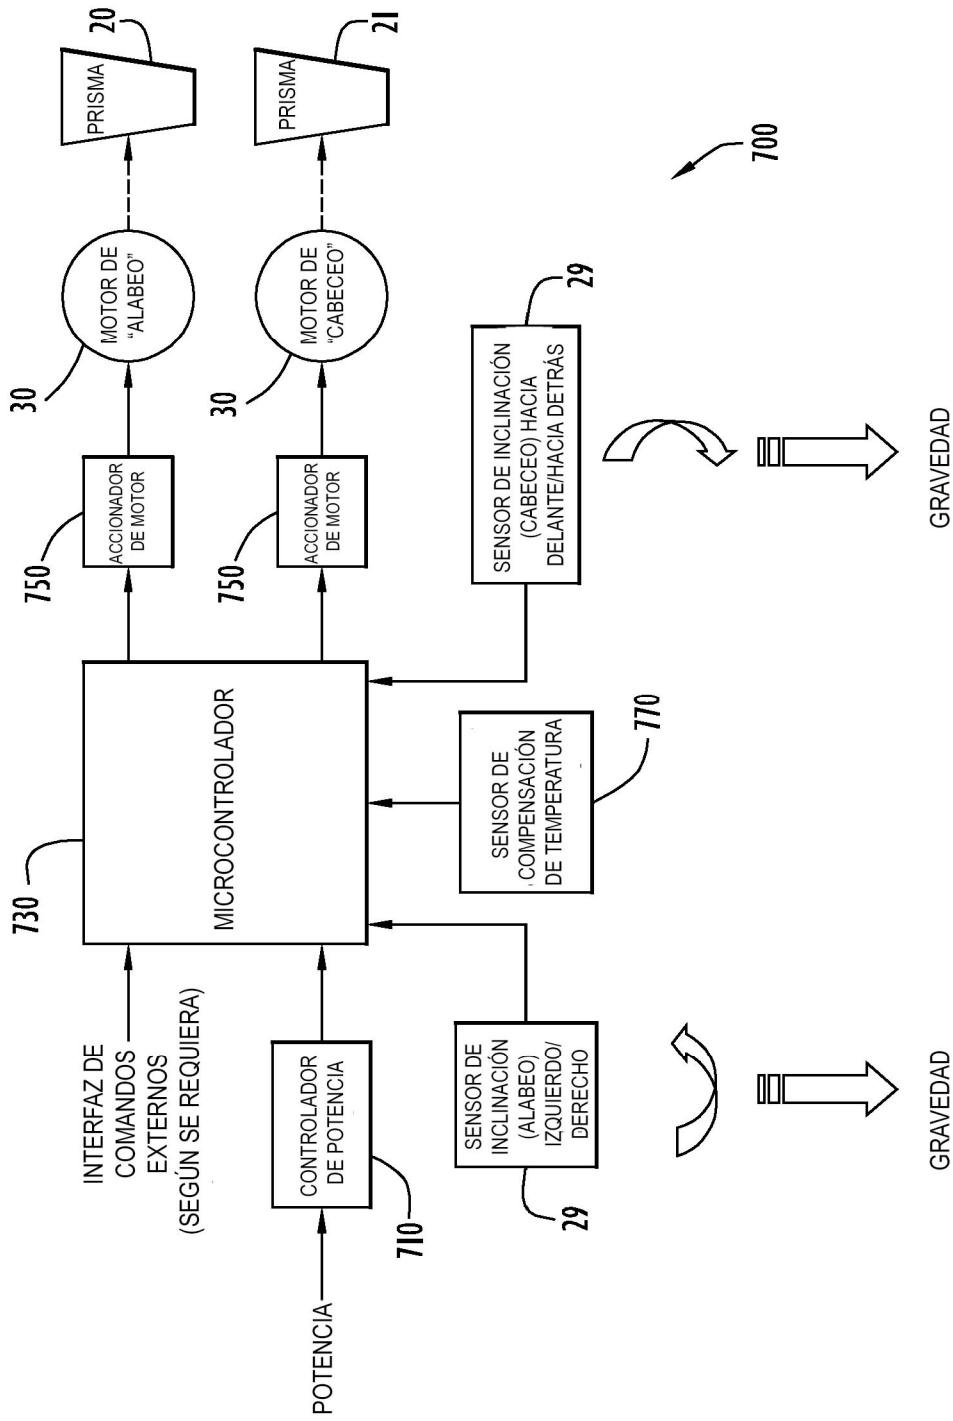 INTERFAZ DE
COMANDOS
EXTERNOS
(SEGÚN SE REQUIERA)
730
MICROCONTROLADOR
750
ACCIONADOR
DE MOTOR
30
MOTOR DE
"ALABEO"
PRISMA
20
POTENCIA
CONTROLADOR
DE POTENCIA
710
750
ACCIONADOR
DE MOTOR
30
MOTOR DE
"CABECEO"
PRISMA
21
SENSOR DE
INCLINACIÓN
(ALABEO)
IZQUIERDO/
DERECHO
29
SENSOR DE
COMPENSACIÓN
DE TEMPERATURA
770
SENSOR DE INCLINACIÓN
(CABECEO) HACIA
DELANTE/HACIA DETRÁS
29
700
GRAVEDAD
GRAVEDAD